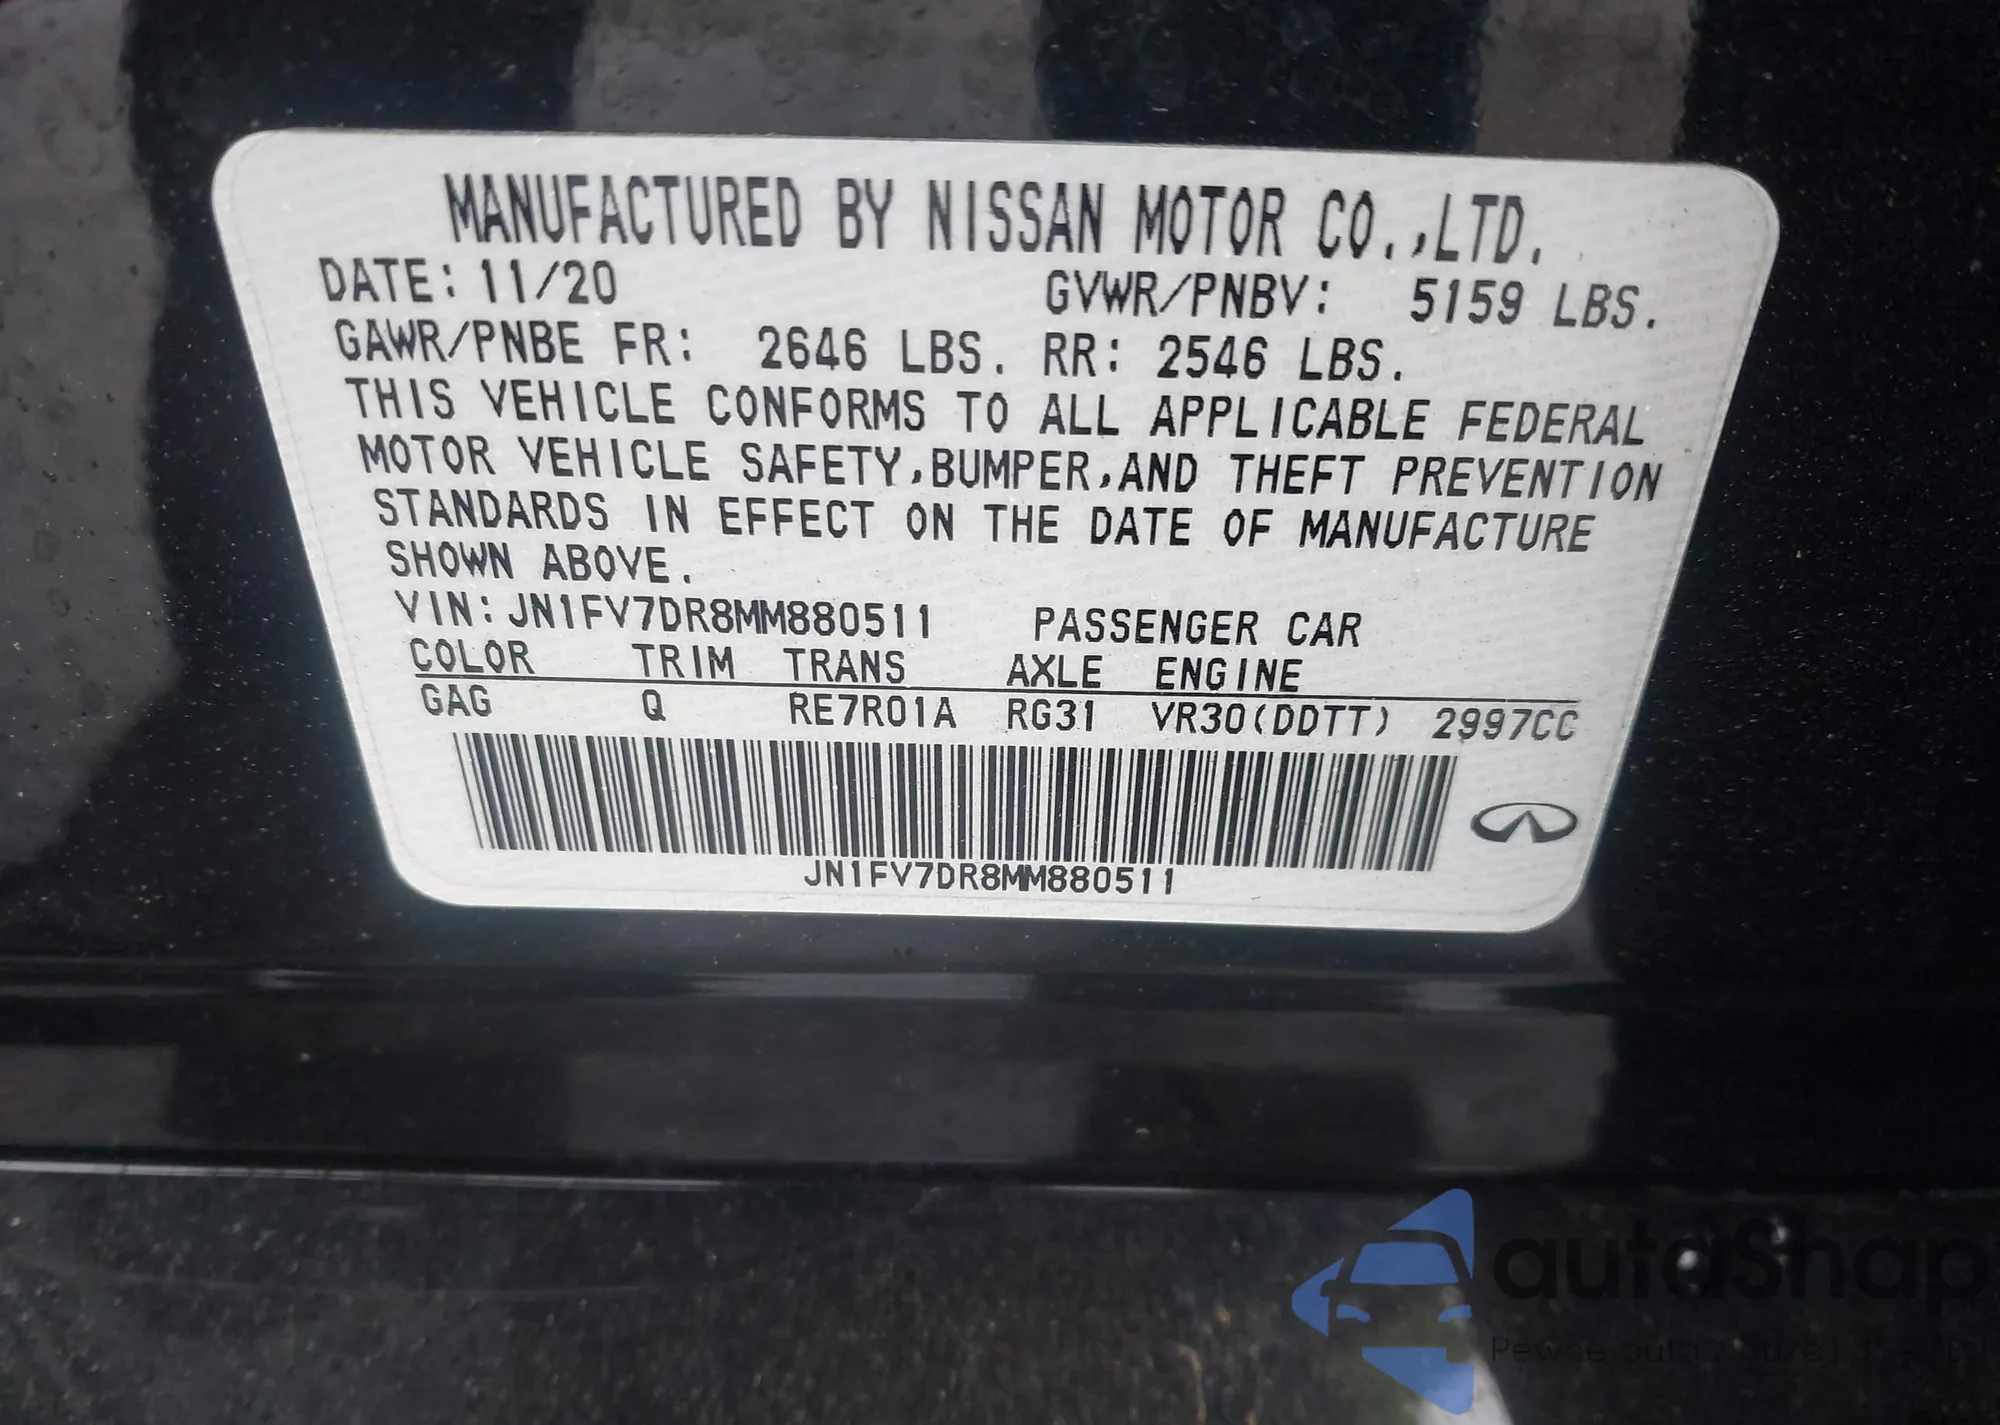 MANUFACTURED BY NISSAN MOTOR CO.,LTD.
DATE: 11/20 GVWR/PNBV: 5159 LBS.
GAWR/PNBE FR: 2646 LBS. RR: 2546 LBS.
THIS VEHICLE CONFORMS TO ALL APPLICABLE FEDERAL
MOTOR VEHICLE SAFETY,BUMPER,AND THEFT PREVENTION
STANDARDS IN EFFECT ON THE DATE OF MANUFACTURE
SHOWN ABOVE.
VIN: JN1FV7DR8MM880511 PASSENGER CAR
COLOR TRIM TRANS AXLE ENGINE
GAG Q RE7R01A RG31 VR30(DDTT) 2997CC
JN1FV7DR8MM880511
autaSnap
Pewne auta z